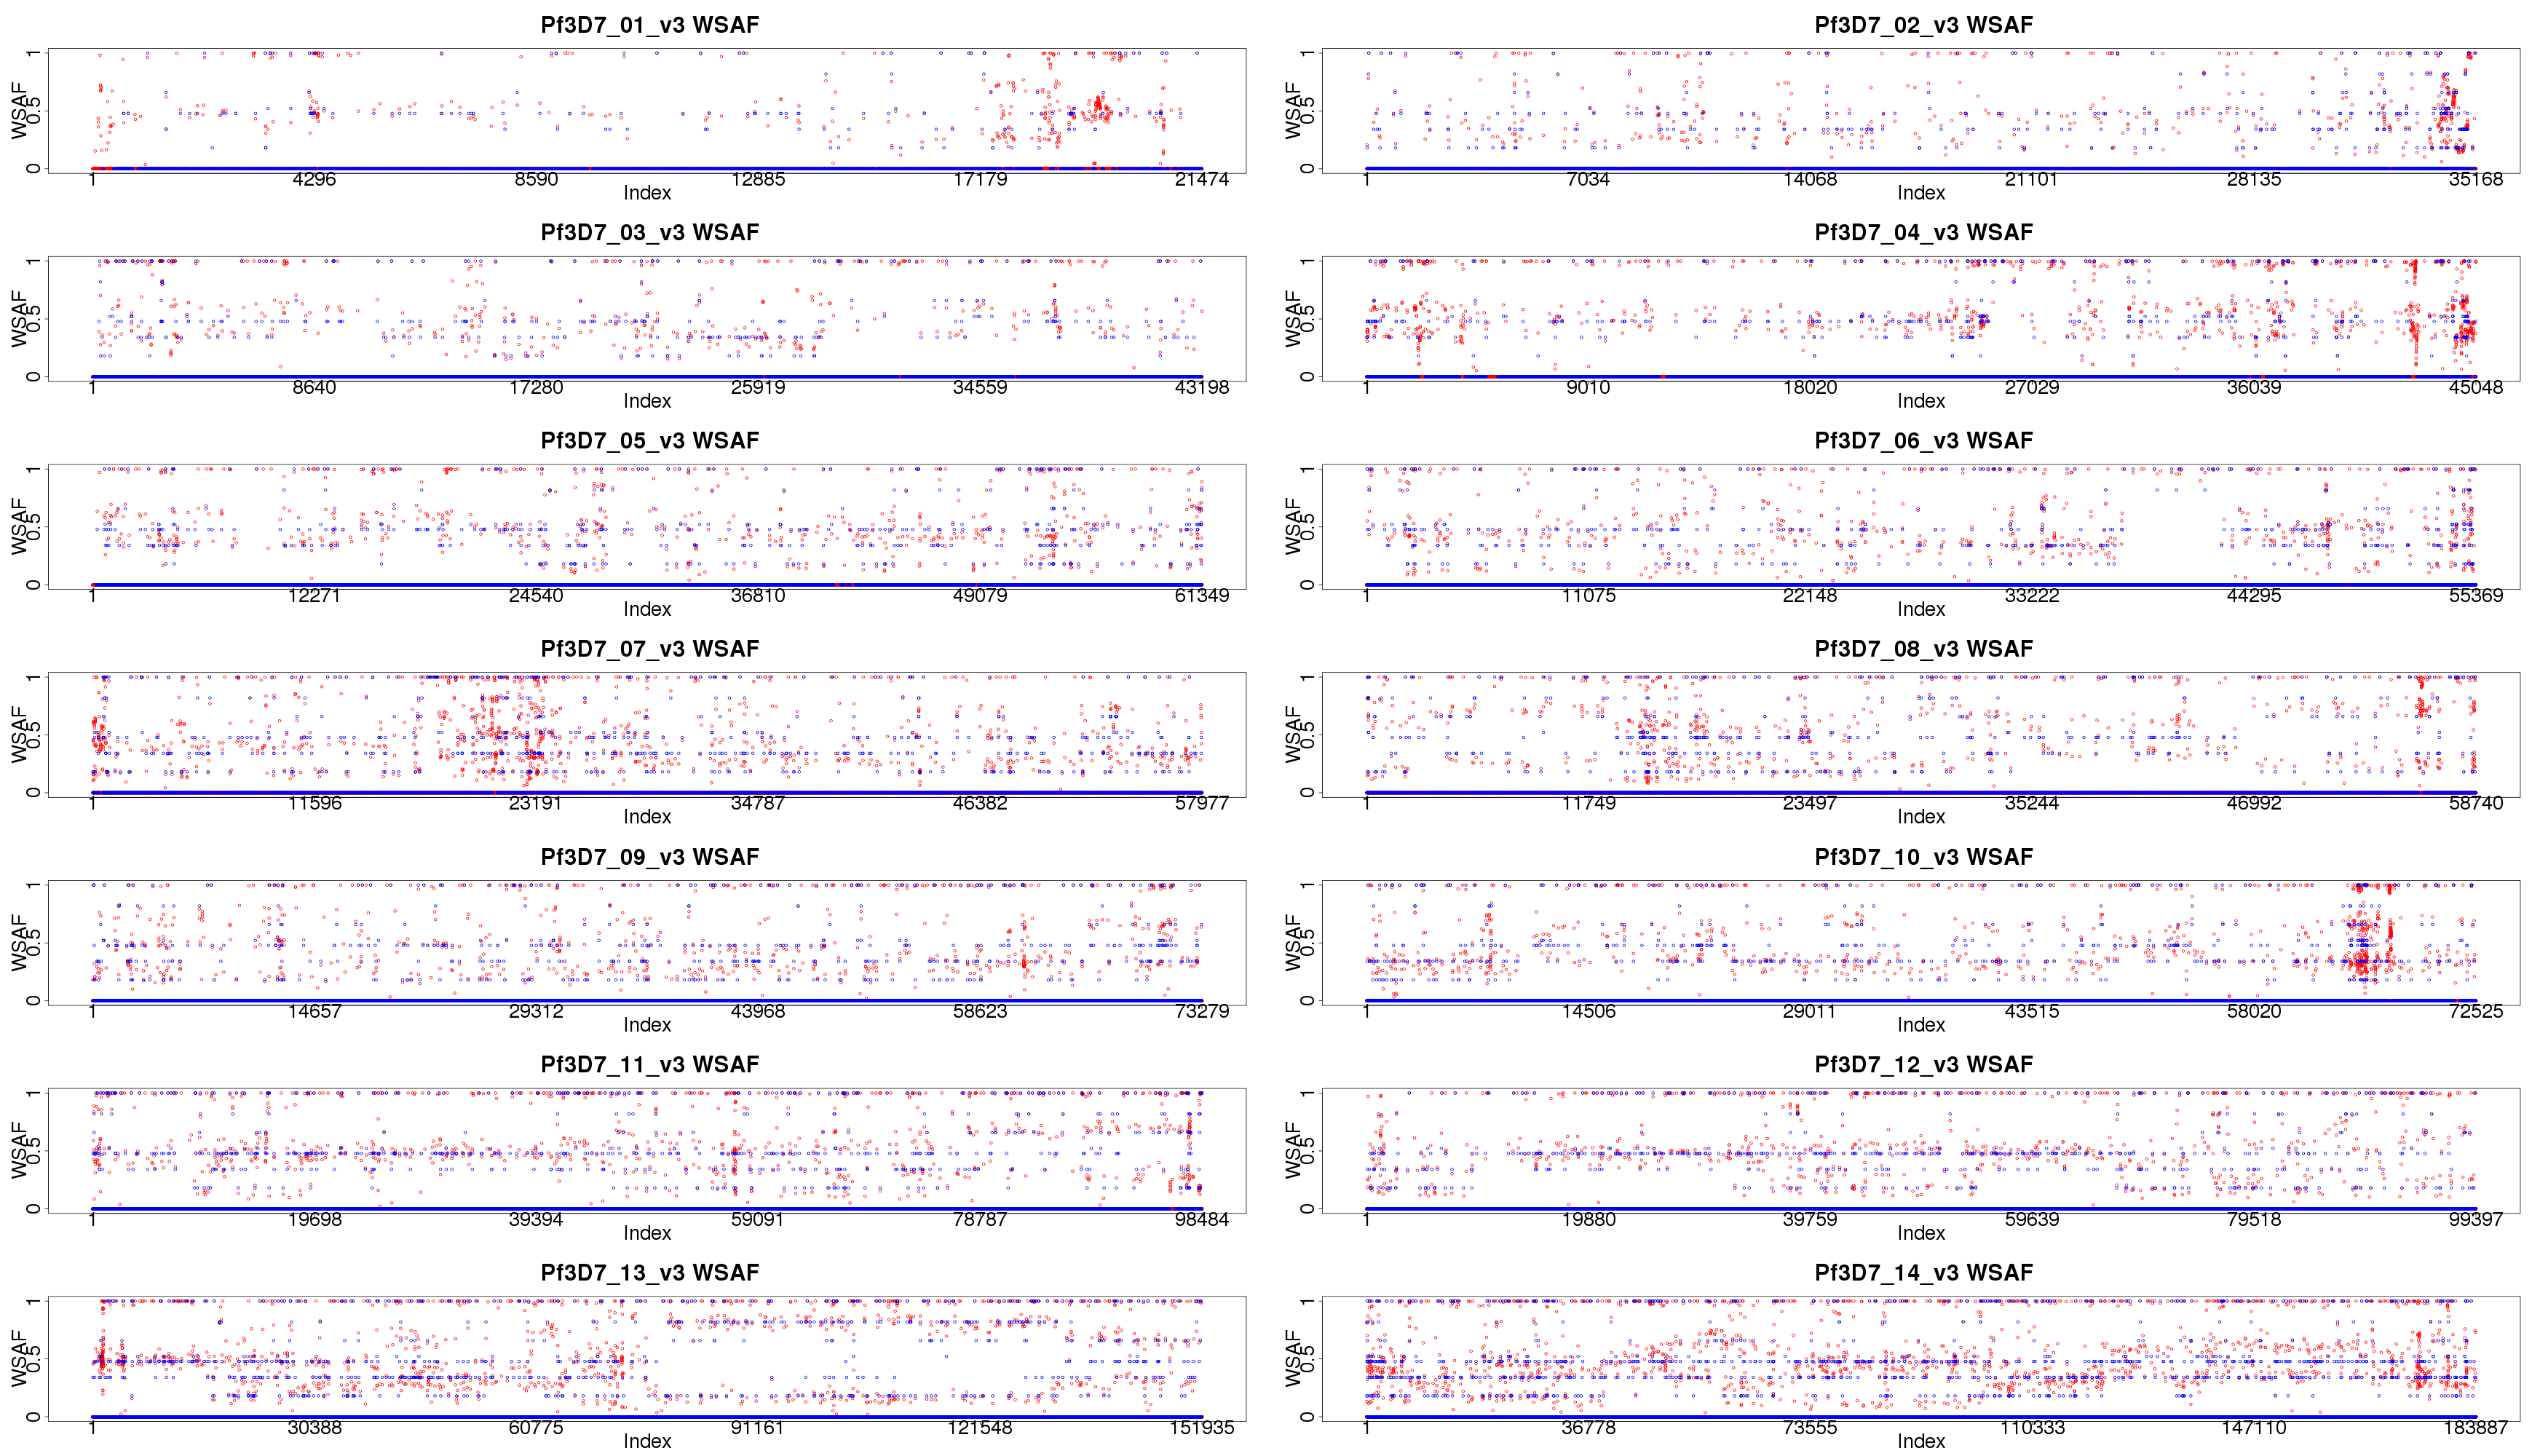 Pf3D7_01_v3 WSAF
WSAF
0 0.5 1
1 4296 8590 12885 17179 21474
Index
Pf3D7_02_v3 WSAF
WSAF
0 0.5 1
1 7034 14068 21101 28135 35168
Index
Pf3D7_03_v3 WSAF
WSAF
0 0.5 1
1 8640 17280 25919 34559 43198
Index
Pf3D7_04_v3 WSAF
WSAF
0 0.5 1
1 9010 18020 27029 36039 45048
Index
Pf3D7_05_v3 WSAF
WSAF
0 0.5 1
1 12271 24540 36810 49079 61349
Index
Pf3D7_06_v3 WSAF
WSAF
0 0.5 1
1 11075 22148 33222 44295 55369
Index
Pf3D7_07_v3 WSAF
WSAF
0 0.5 1
1 11596 23191 34787 46382 57977
Index
Pf3D7_08_v3 WSAF
WSAF
0 0.5 1
1 11749 23497 35244 46992 58740
Index
Pf3D7_09_v3 WSAF
WSAF
0 0.5 1
1 14657 29312 43968 58623 73279
Index
Pf3D7_10_v3 WSAF
WSAF
0 0.5 1
1 14506 29011 43515 58020 72525
Index
Pf3D7_11_v3 WSAF
WSAF
0 0.5 1
1 19698 39394 59091 78787 98484
Index
Pf3D7_12_v3 WSAF
WSAF
0 0.5 1
1 19880 39759 59639 79518 99397
Index
Pf3D7_13_v3 WSAF
WSAF
0 0.5 1
1 30388 60775 91161 121548 151935
Index
Pf3D7_14_v3 WSAF
WSAF
0 0.5 1
1 36778 73555 110333 147110 183887
Index